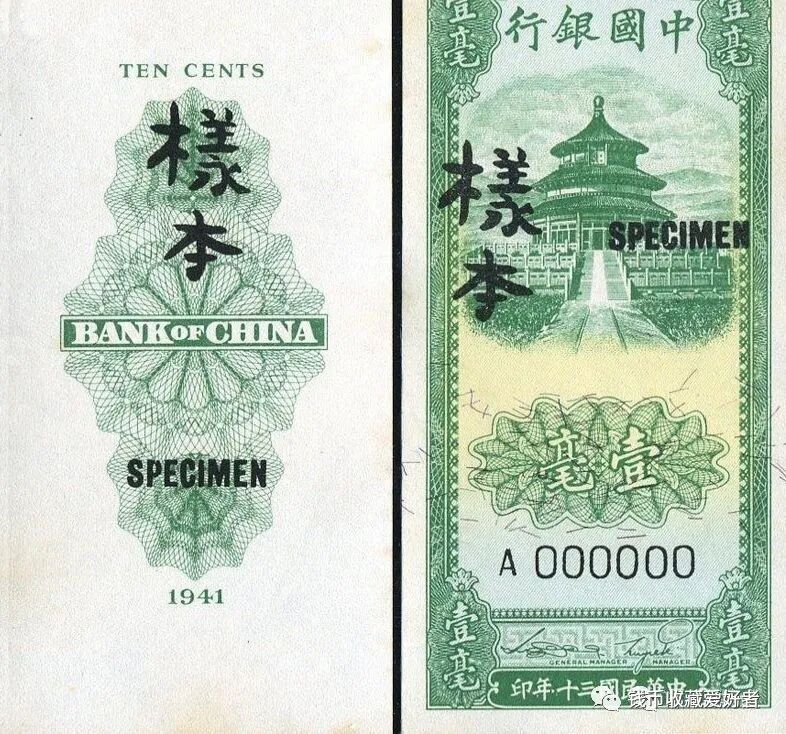 TEN CENTS
樣本
BANK OF CHINA
SPECIMEN
1941
壹毫
中國銀行
壹毫
樣本
SPECIMEN
壹毫
A 000000
壹毫
壹毫
GENERAL MANAGER
MANAGER
中華民國三十年印
钱币收藏爱好者